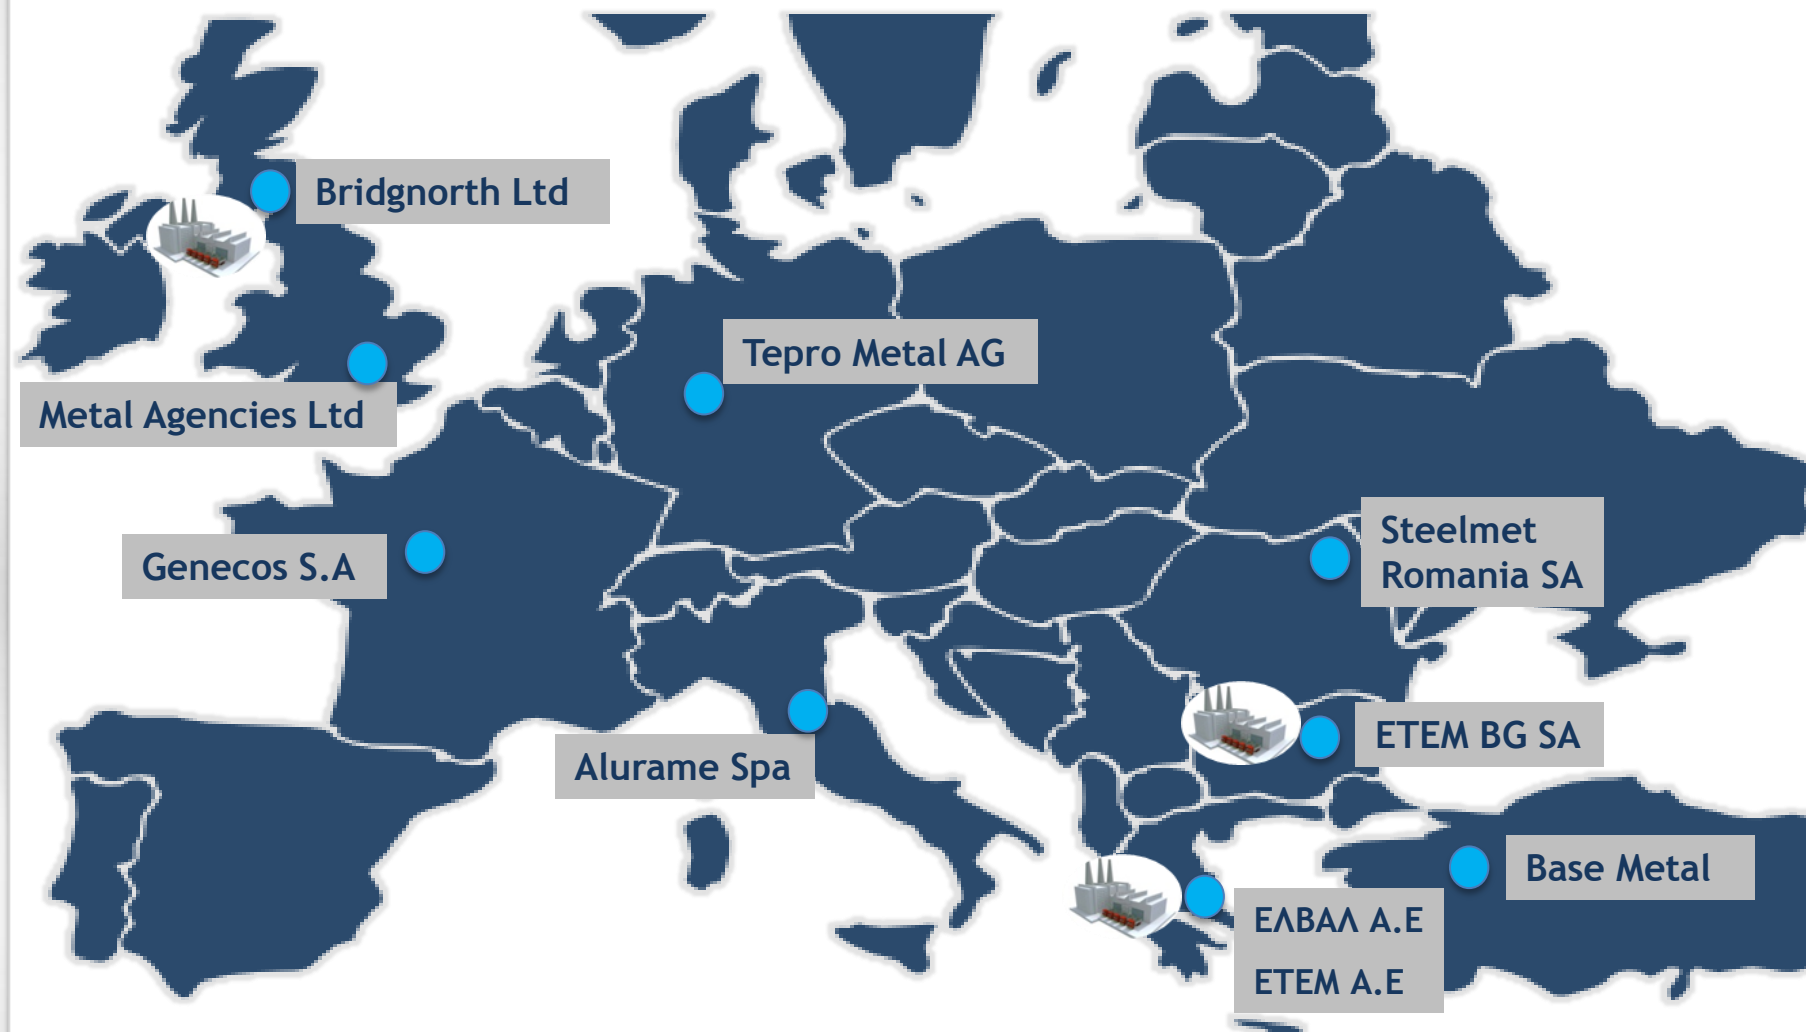 Bridgnorth Ltd
Tepro Metal AG
Metal Agencies Ltd
Genecos S.A
Steelmet
Romania SA
ETEM BG SA
Alurame Spa
Base Metal
ΕΛΒΑΛ Α.Ε
ΕΤΕΜ Α.Ε